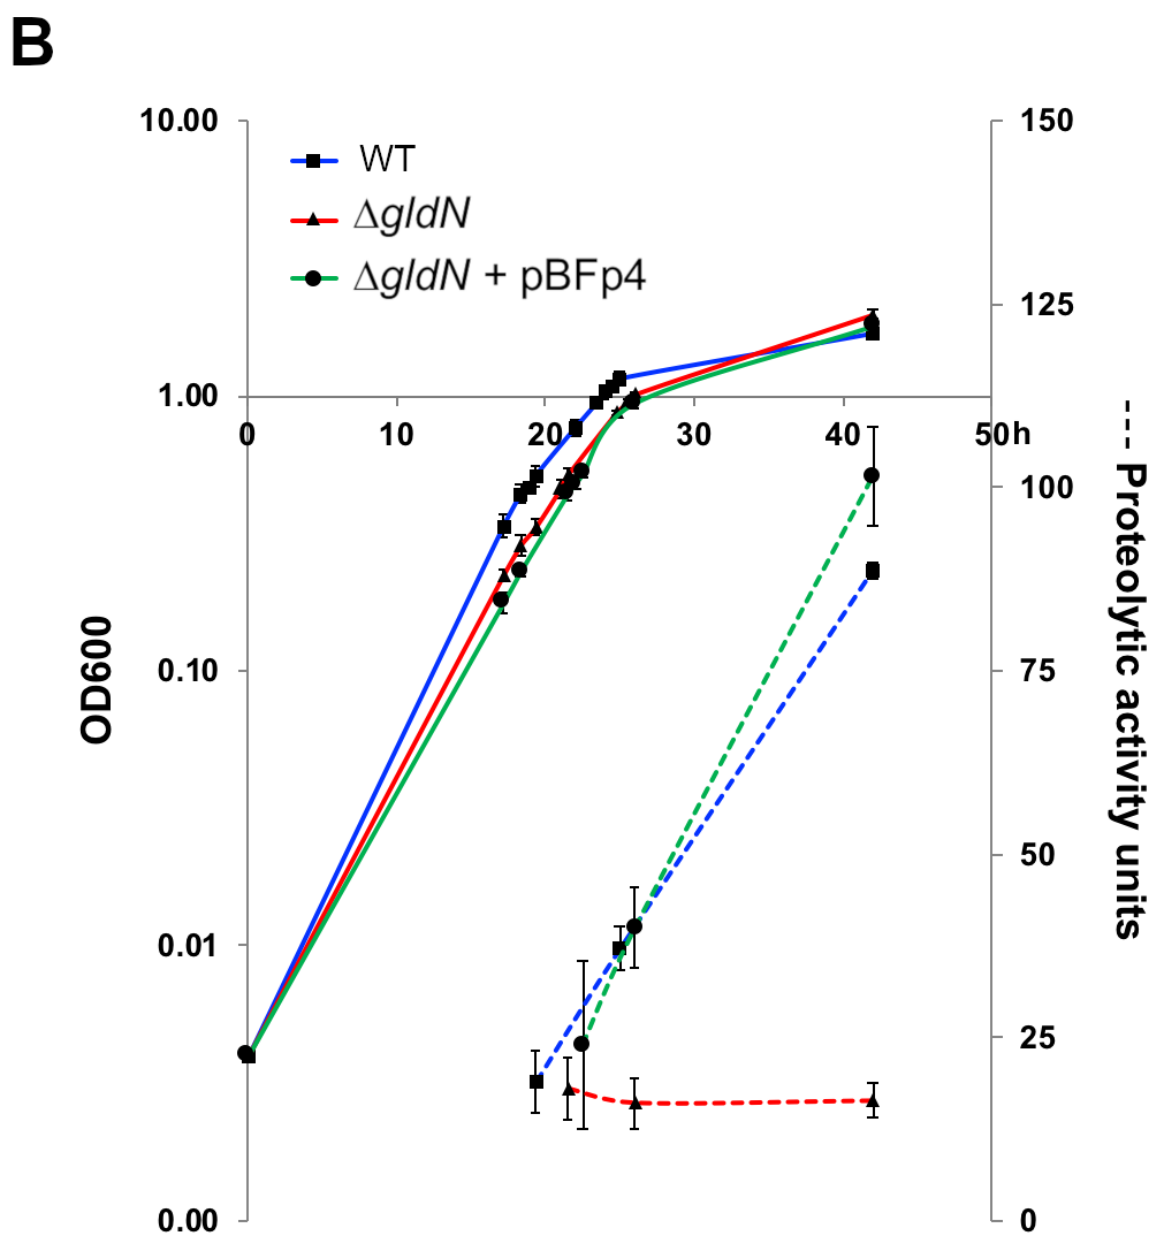 B
10.00
1.00
0.10
0.01
0.00
OD600
WT
ΔgldN
ΔgldN + pBFp4
0 10 20 30 40 50h
150
125
100
75
50
25
0
--- Proteolytic activity units